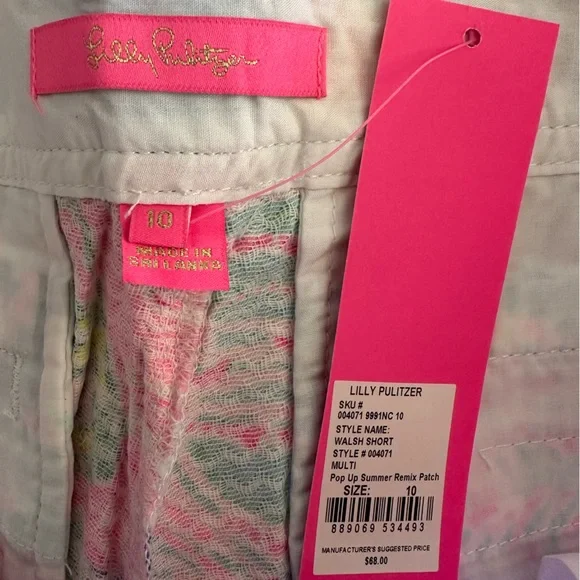 Lilly Pulitzer
10
MADE IN
SRI LANKA
LILLY PULITZER
SKU #
004071 9991NC 10
STYLE NAME:
WALSH SHORT
STYLE # 004071
MULTI
Pop Up Summer Remix Patch
SIZE: 10
889069 534493
MANUFACTURER'S SUGGESTED PRICE
$68.00